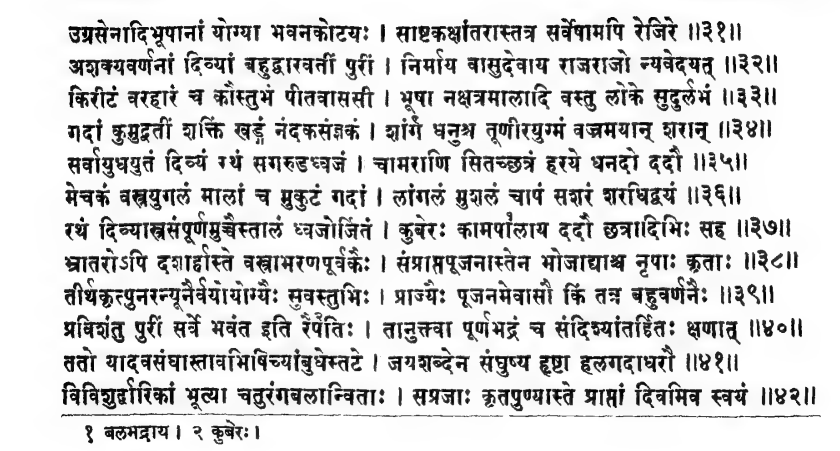 उग्रसेनादिभूपानां योग्या भवनकोटयः । साष्टकक्षांतरास्तत्र सर्वेषामपि रेजिरे ॥३१॥
अशक्यवर्णनां दिव्यां बहुद्वारवतीं पुरीं । निर्माय वासुदेवाय राजराजो न्यवेदयत् ॥३२॥
किरीटं वरहारं च कौस्तुभं पीतवाससी । भूषा नक्षत्रमालादि वस्तु लोके सुदुर्लभं ॥३३॥
गदां कुमुद्वतीं शक्तिं खड्गं नंदकसंज्ञकं । शांर्गं धनुश्च तूणीरयुग्मं वज्रमयान् शरान् ॥३४॥
सर्वायुधयुतं दिव्यं रथं सगरुडध्वजं । चामराणि सितच्छत्रं हरये धनदो ददौ ॥३५॥
मेचकं वस्त्रयुगलं मालां च मुकुटं गदां । लांगलं मुशलं चापं सशरं शरधिद्वयं ॥३६॥
रथं दिव्यास्त्रसंपूर्णमुच्चैस्तालं ध्वजोर्जितं । कुबेरः कामपालाय ददौ छत्रादिभिः सह ॥३७॥
भ्रातरोऽपि दशार्हास्ते वस्त्राभरणपूर्वकैः । संप्राप्तपूजनास्तेन भोजाद्याश्च नृपाः कृताः ॥३८॥
तीर्थकृत्पुनरन्यूनैर्वयोयोग्यैः सुवस्तुभिः । प्राज्यैः पूजनमेवासौ किं तत्र बहुवर्णनैः ॥३९॥
प्रविशंतु पुरीं सर्वे भवंत इति रैपतिः । तानुक्त्वा पूर्णभद्रं च संदिश्यांतर्हितः क्षणात् ॥४०॥
ततो यादवसंघास्तावभिषिच्यांबुधेस्तटे । जयशब्देन संघुष्य हृष्टा हलगदाधरौ ॥४१॥
विविशुर्द्वारिकां भूत्या चतुरंगबलान्विताः । सप्रजाः कृतपुण्यास्ते प्राप्तां दिवमिव स्वयं ॥४२॥
१ बलभद्राय । २ कुबेरः ।